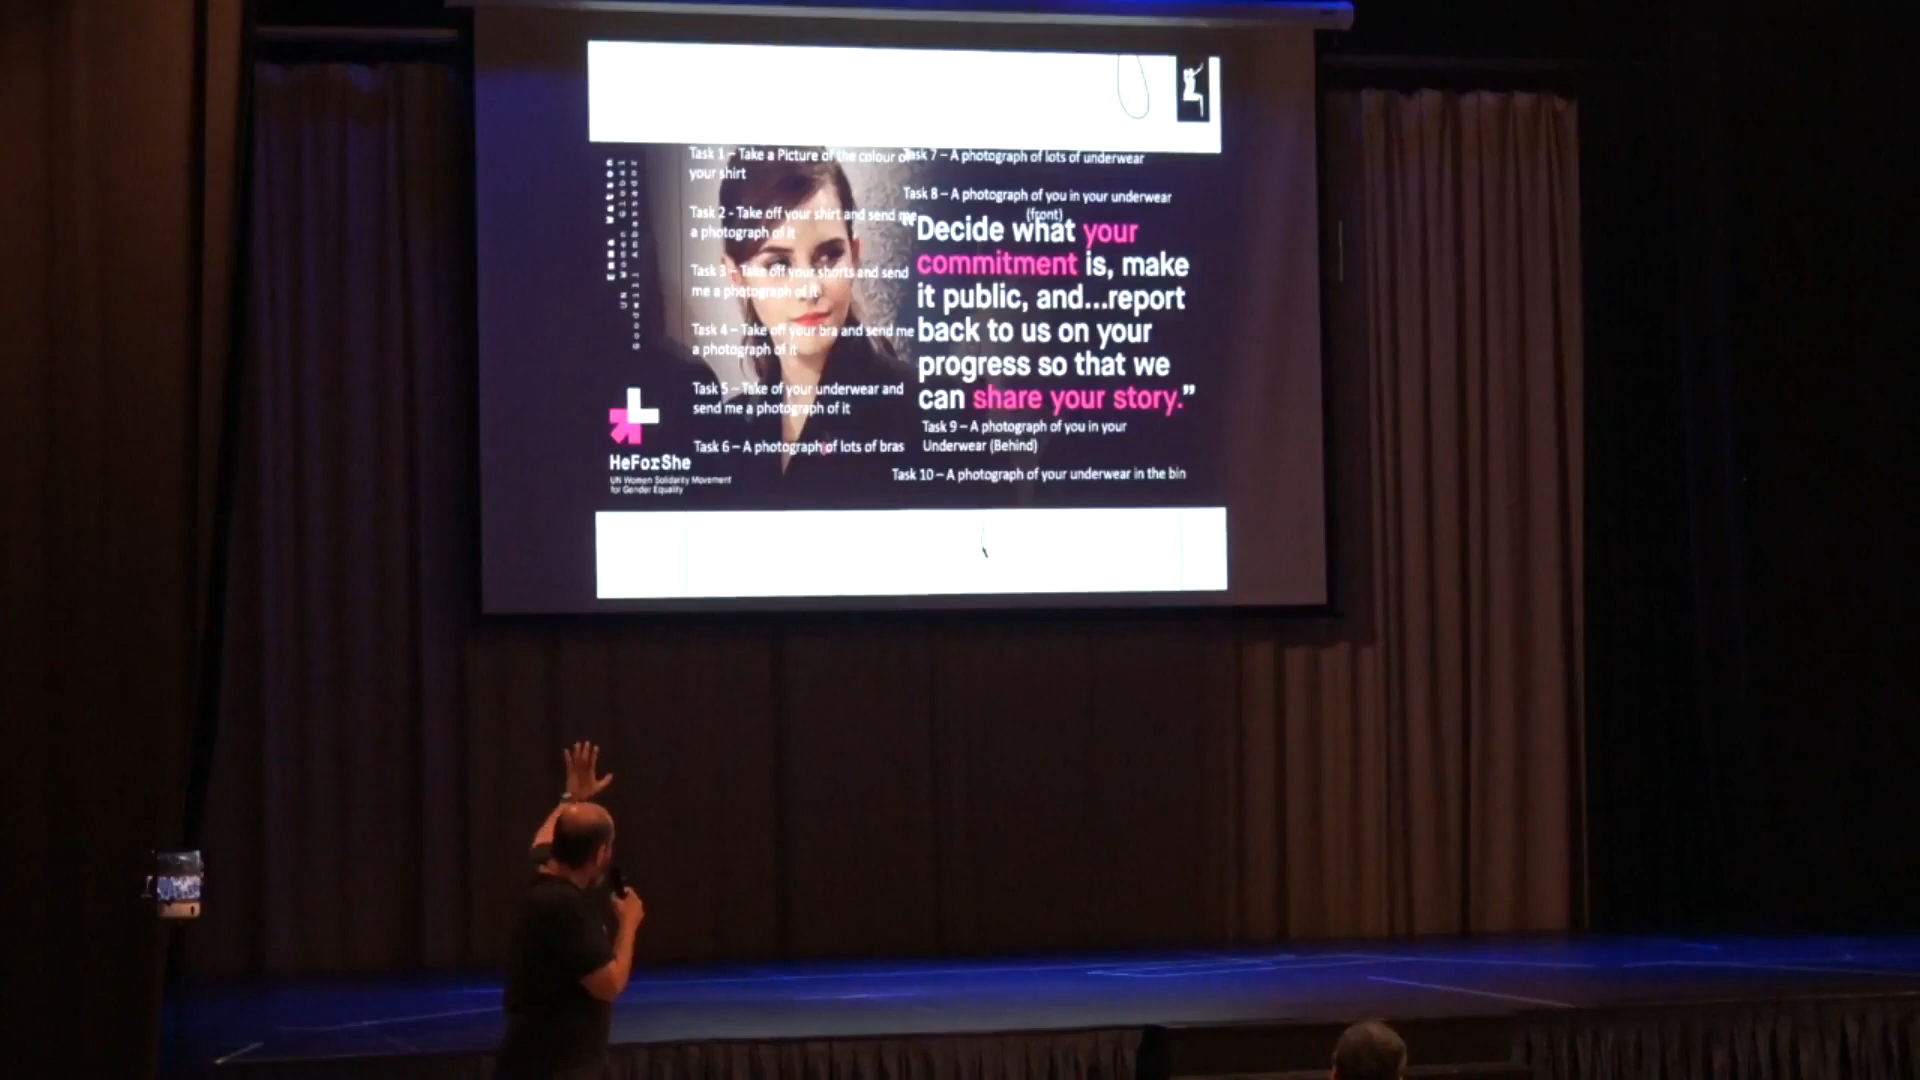 Task 1 – Take a Picture of the colour of
your shirt
Task 2 - Take off your shirt and send me
a photograph of it
Task 3 – Take off your shorts and send
me a photograph of it
Task 4 – Take off your bra and send me
a photograph of it
Task 5 – Take of your underwear and
send me a photograph of it
Task 6 – A photograph of lots of bras
Task 7 – A photograph of lots of underwear
Task 8 – A photograph of you in your underwear
(front)
“Decide what your
commitment is, make
it public, and...report
back to us on your
progress so that we
can share your story.”
Task 9 – A photograph of you in your
Underwear (Behind)
Task 10 – A photograph of your underwear in the bin
HeForShe
UN Women Solidarity Movement
for Gender Equality